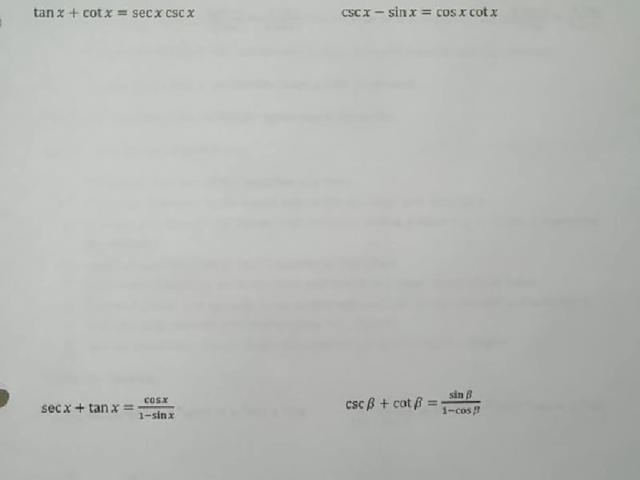 tan x + cot x = sec x csc x
csc x − sin x = cos x cot x
sec x + tan x = cos x / 1−sin x
csc β + cot β = sin β / 1−cos β